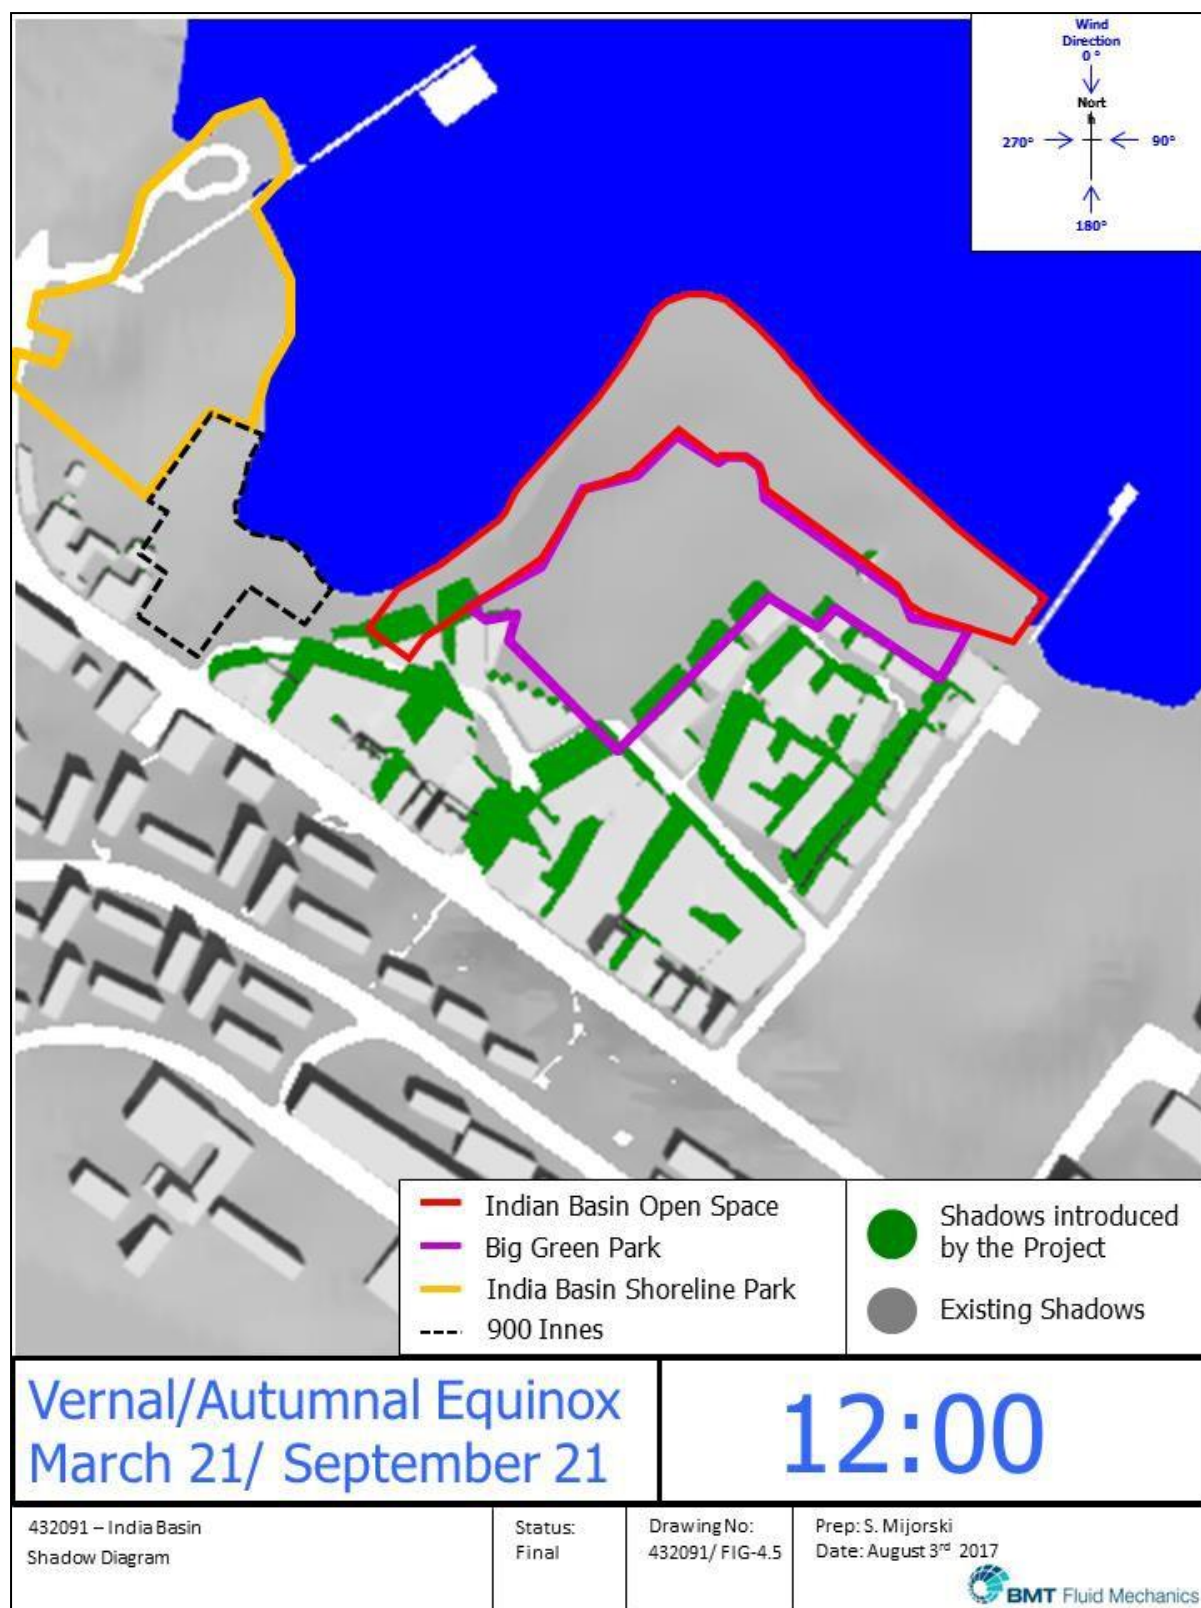 Wind
Direction
0 °
Nort
h
270°
90°
180°
Indian Basin Open Space
Big Green Park
India Basin Shoreline Park
900 Innes
Shadows introduced
by the Project
Existing Shadows
Vernal/Autumnal Equinox
March 21/ September 21
12:00
432091 – India Basin
Shadow Diagram
Status:
Final
Drawing No:
432091/ FIG-4.5
Prep: S. Mijorski
Date: August 3rd 2017
BMT Fluid Mechanics